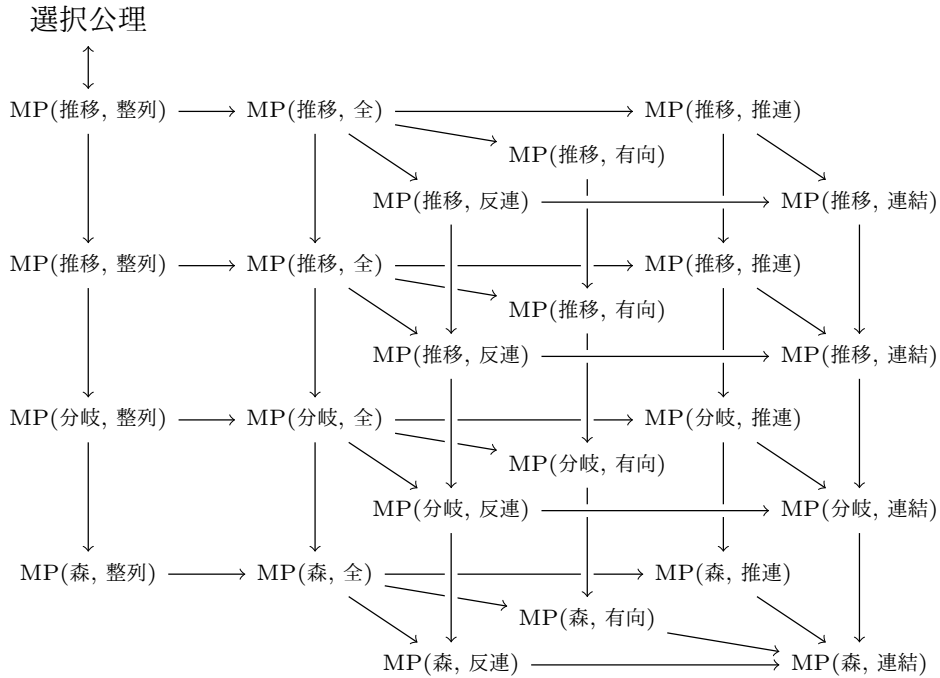 選択公理
MP(推移, 整列) MP(推移, 全) MP(推移, 推連)
MP(推移, 有向)
MP(推移, 反連) MP(推移, 連結)
MP(推移, 整列) MP(推移, 全) MP(推移, 推連)
MP(推移, 有向)
MP(推移, 反連) MP(推移, 連結)
MP(分岐, 整列) MP(分岐, 全) MP(分岐, 推連)
MP(分岐, 有向)
MP(分岐, 反連) MP(分岐, 連結)
MP(森, 整列) MP(森, 全) MP(森, 推連)
MP(森, 有向)
MP(森, 反連) MP(森, 連結)